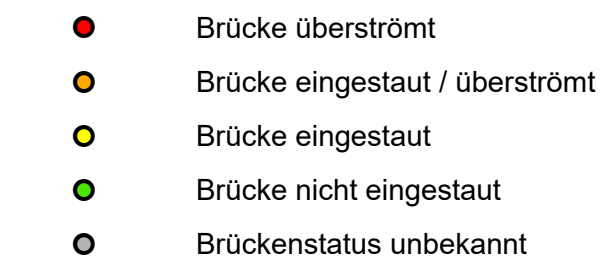 Brücke überströmt
Brücke eingestaut / überströmt
Brücke eingestaut
Brücke nicht eingestaut
Brückenstatus unbekannt